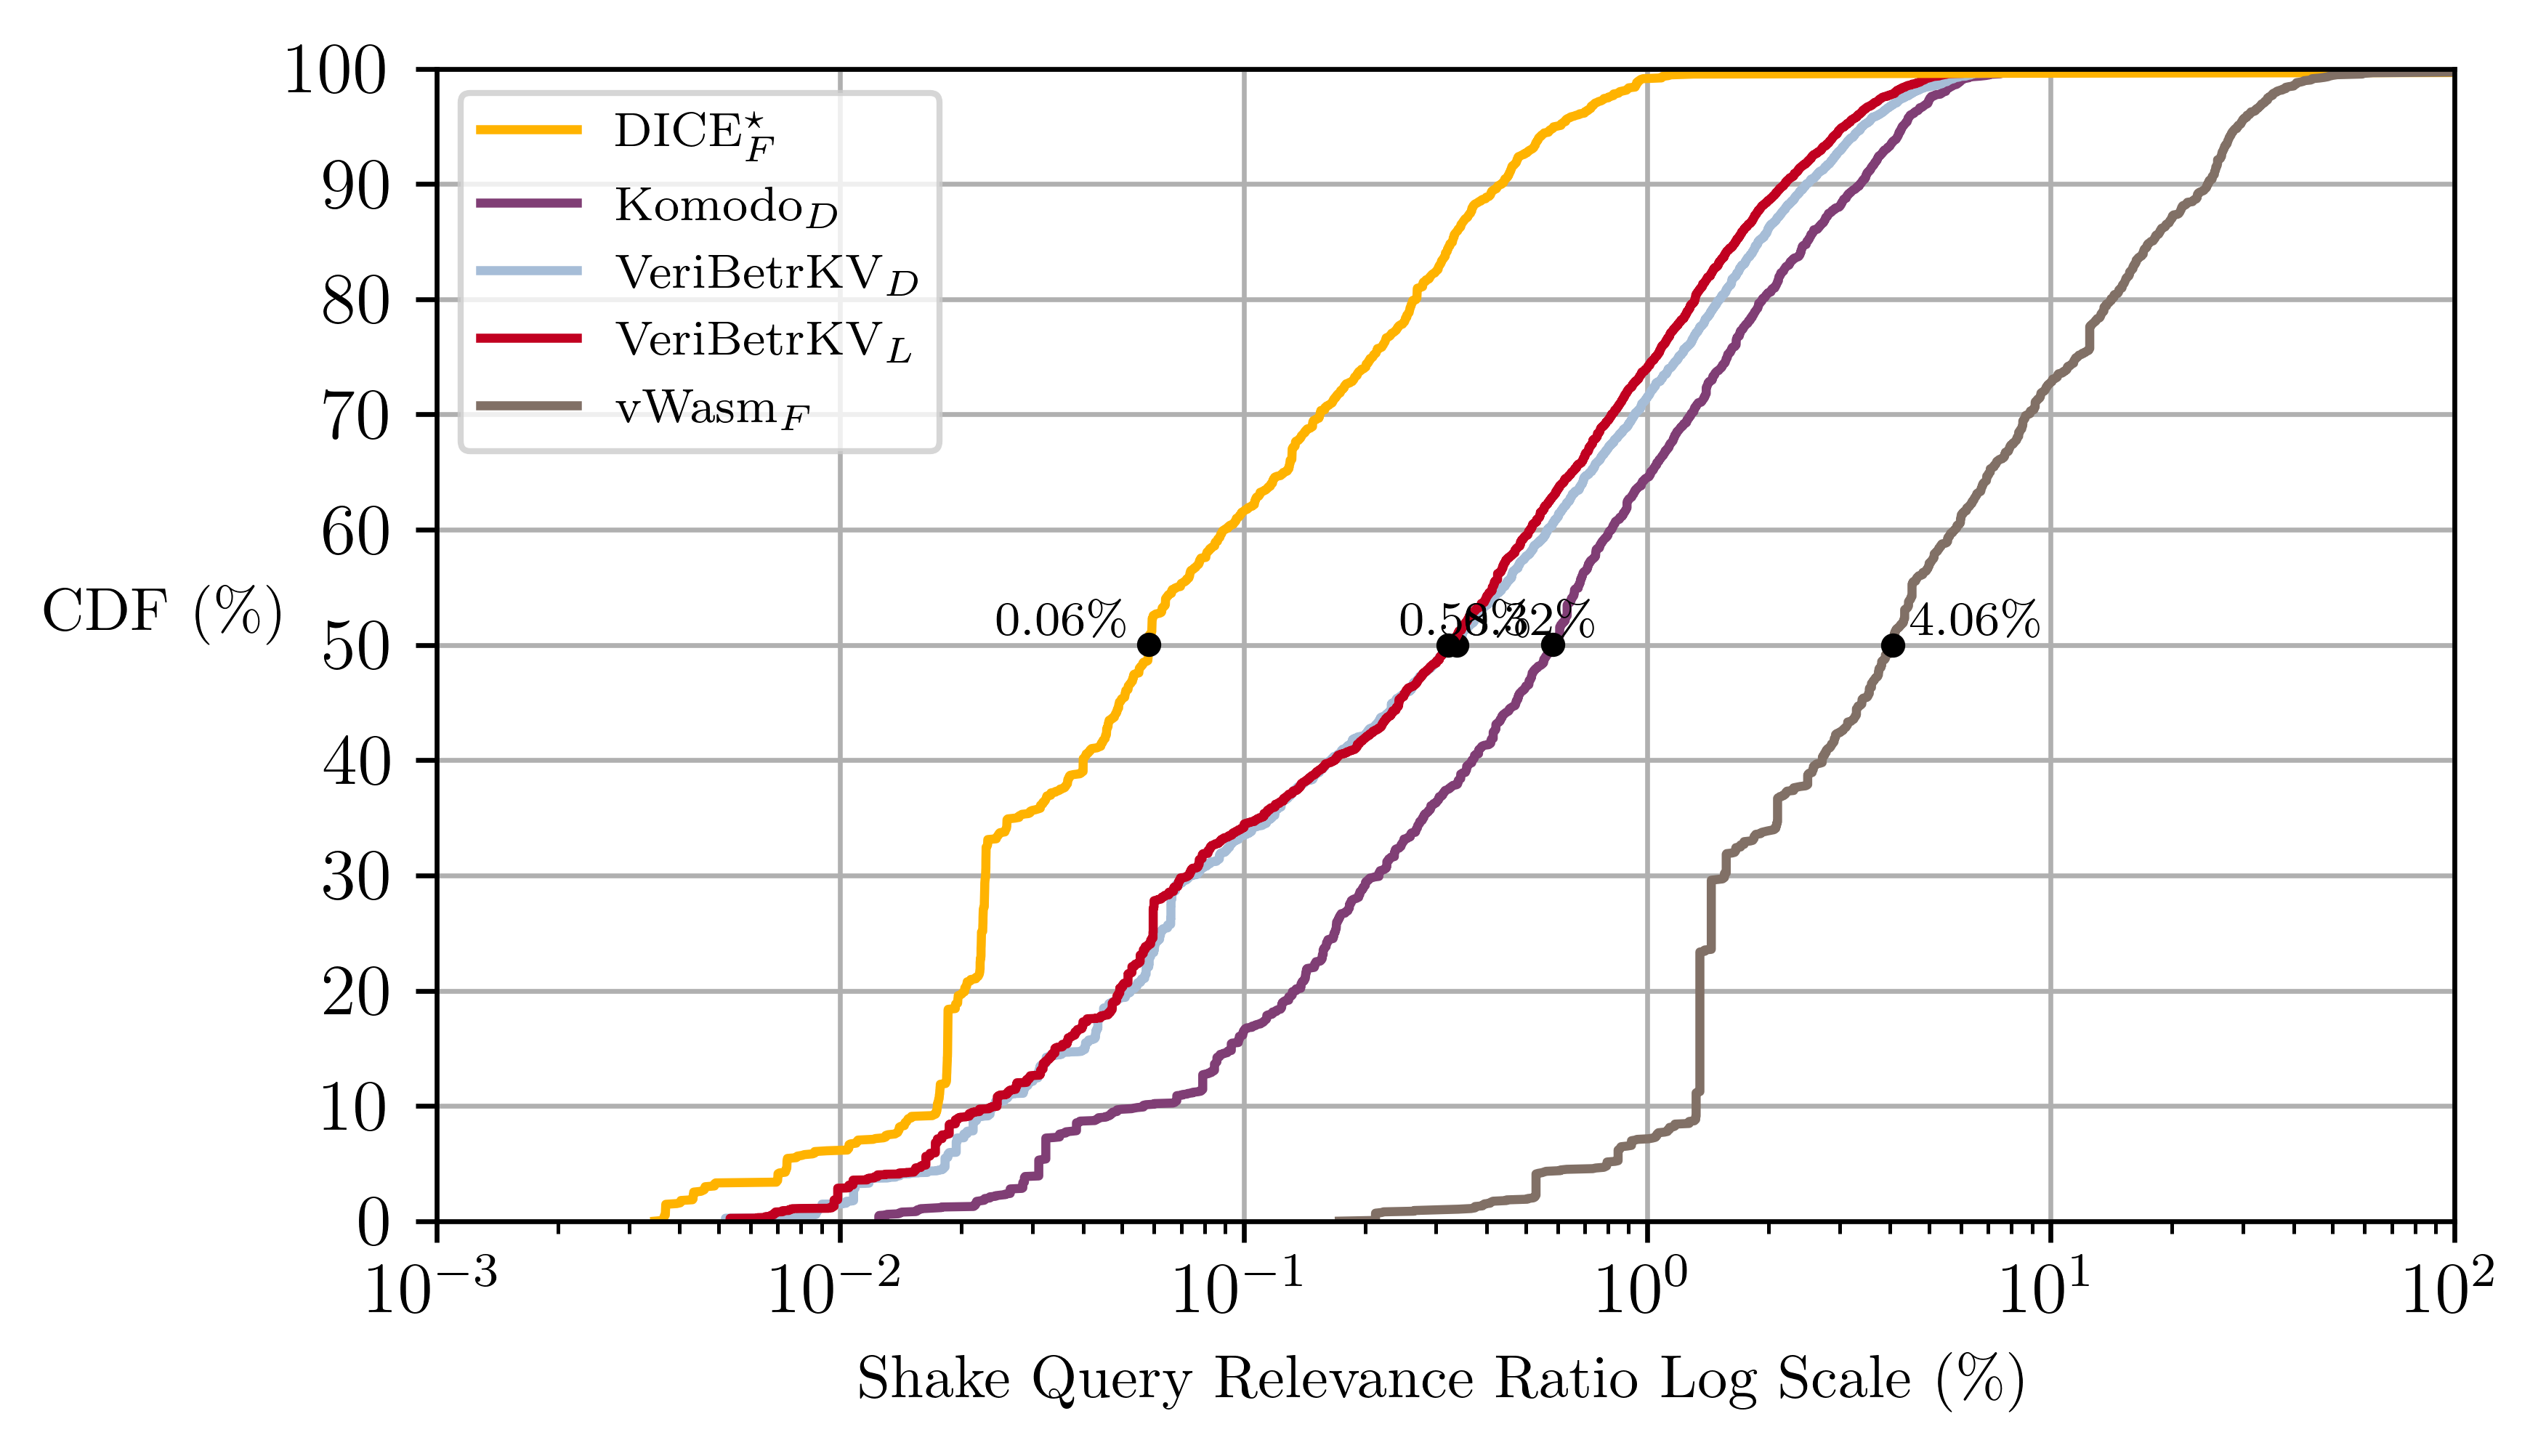 100
90
80
70
60
50
40
30
20
10
0
CDF (%)
DICE⋆F
KomodoD
VeriBetrKVD
VeriBetrKVL
vWasmF
0.06%
4.06%
10−3
10−2
10−1
100
101
102
Shake Query Relevance Ratio Log Scale (%)